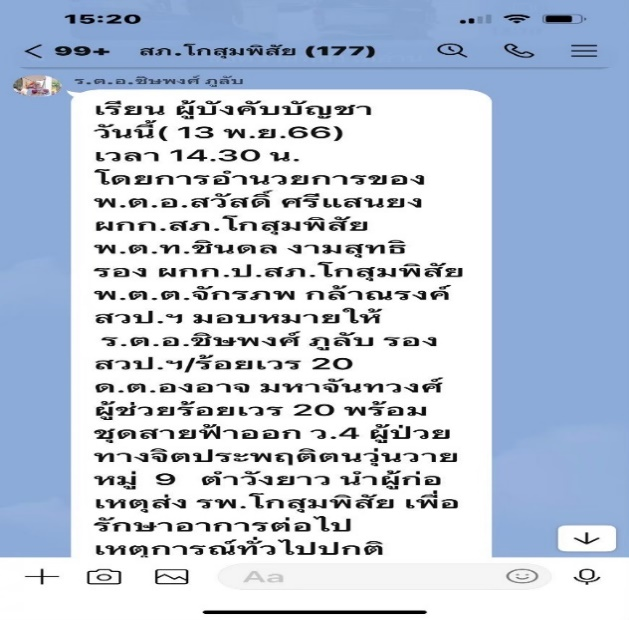 15:20
99+ สภ.โกสุมพิสัย (177)
ร.ต.อ.ชิษพงศ์ ภูลับ
เรียน ผู้บังคับบัญชา
วันนี้( 13 พ.ย.66)
เวลา 14.30 น.
โดยการอำนวยการของ
พ.ต.อ.สวัสดิ์ ศรีแสนยง
ผกก.สภ.โกสุมพิสัย
พ.ต.ท.ชินดล งามสุทธิ
รอง ผกก.ป.สภ.โกสุมพิสัย
พ.ต.ต.จักรภพ กล้าณรงค์
สวป.ฯ มอบหมายให้
ร.ต.อ.ชิษพงศ์ ภูลับ รอง
สวป.ฯ/ร้อยเวร 20
ด.ต.องอาจ มหาจันทวงศ์
ผู้ช่วยร้อยเวร 20 พร้อม
ชุดสายฟ้าออก ว.4 ผู้ป่วย
ทางจิตประพฤติตนวุ่นวาย
หมู่ 9 ตำวังยาว นำผู้ก่อ
เหตุส่ง รพ.โกสุมพิสัย เพื่อ
รักษาอาการต่อไป
เหตุการณ์ทั่วไปปกติ
Aa